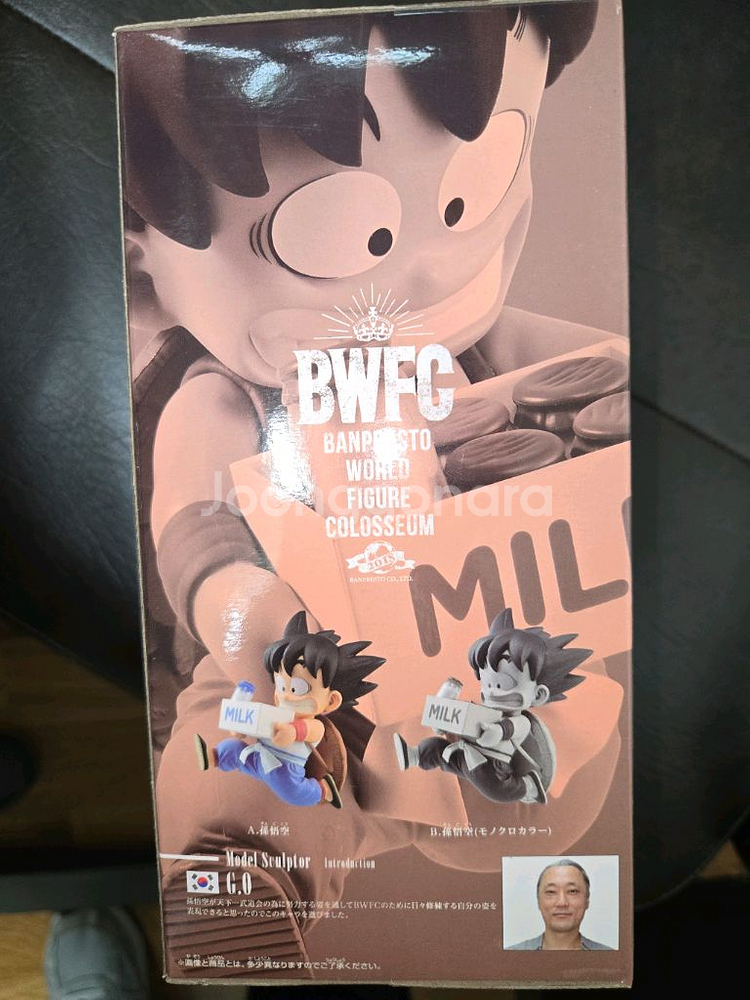 BWFC
BANPRESTO
WORLD
FIGURE
COLOSSEUM
2018
BANPRESTO CO., LTD.
Joonggonara
MILK
MILK
MILK
A.孫悟空
B.孫悟空(モノクロカラー)
Model Sculptor Introduction
G.O
孫悟空が天下一武道会の為に努力する姿を通してBWFCのために日々修練する自分の姿を
表現できると思ったのでこのキャラを選びました。
※画像と商品とは、多少異なりますのでご了承ください。